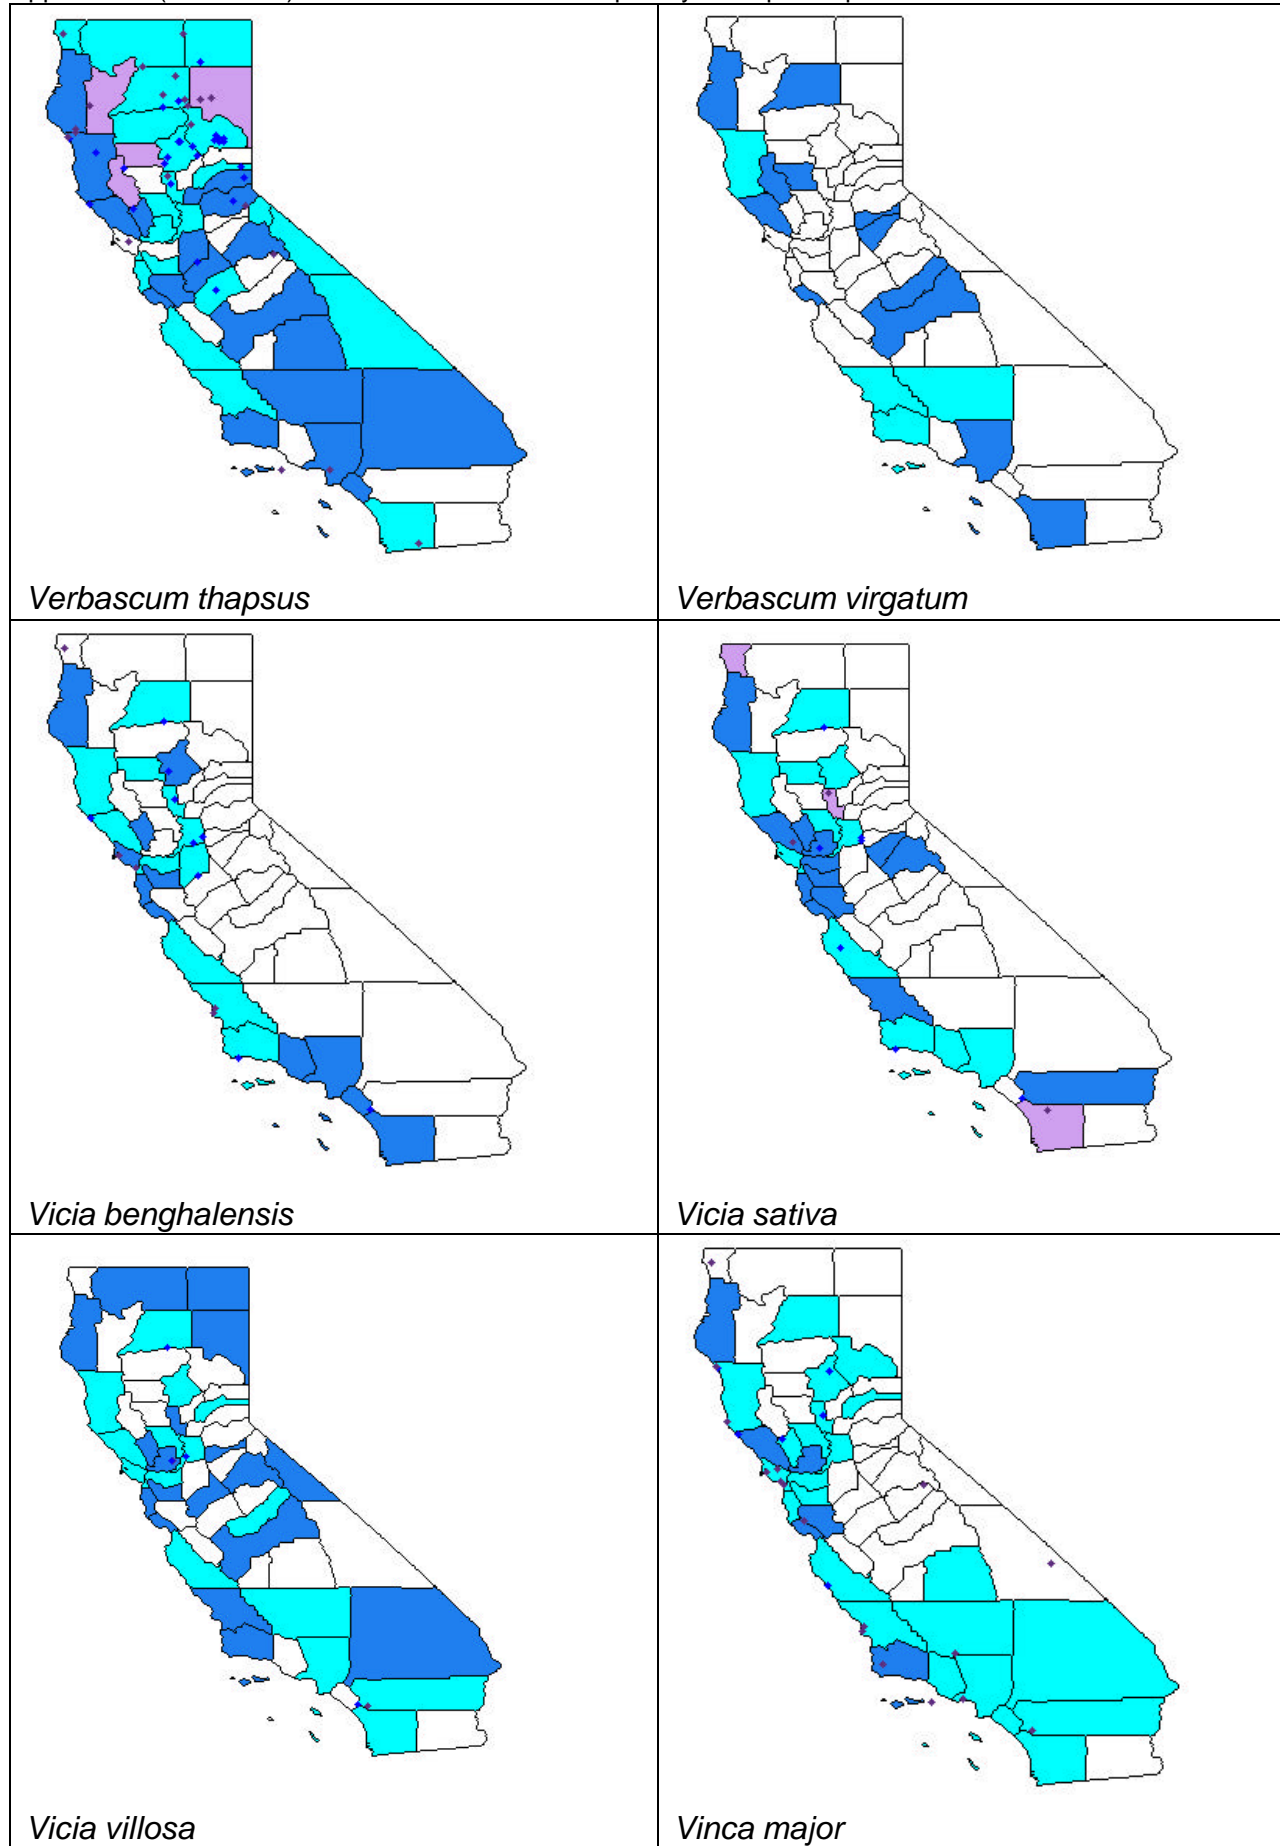 Verbascum thapsus
Verbascum virgatum
Vicia benghalensis
Vicia sativa
Vicia villosa
Vinca major